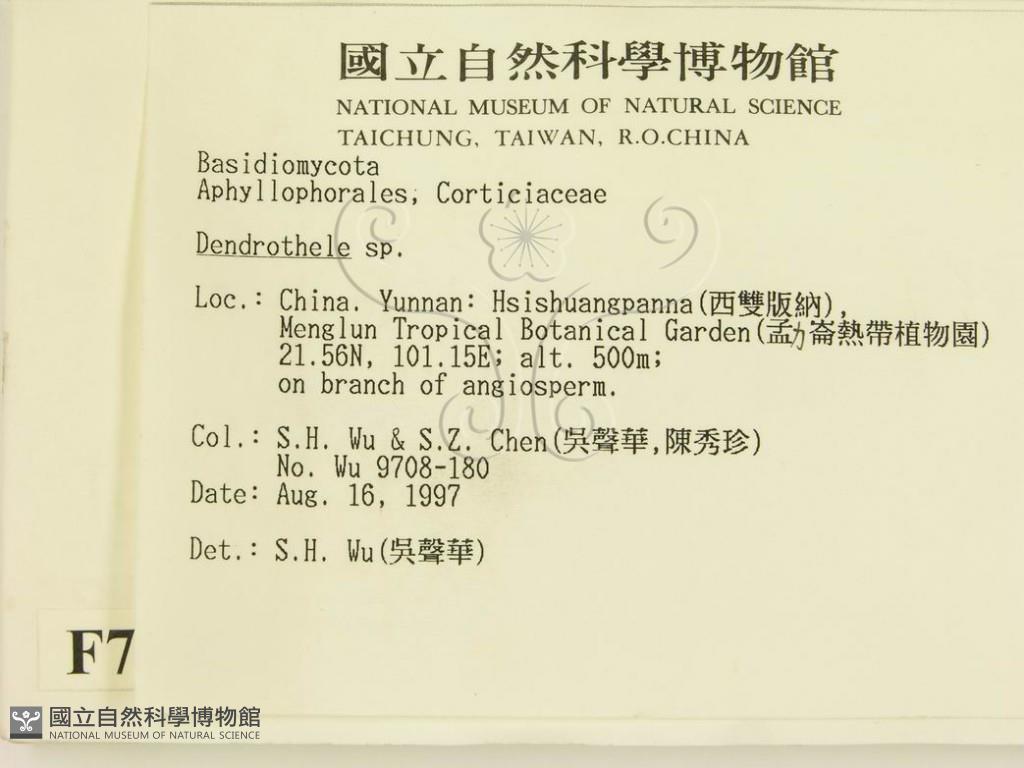 國立自然科學博物館
NATIONAL MUSEUM OF NATURAL SCIENCE
TAICHUNG, TAIWAN, R.O.CHINA
Basidiomycota
Aphyllophorales, Corticiaceae
Dendrothele sp.
Loc.: China. Yunnan: Hsishuangpanna(西雙版納),
Menglun Tropical Botanical Garden(孟力崙熱帶植物園)
21.56N, 101.15E; alt. 500m;
on branch of angiosperm.
Col.: S.H. Wu & S.Z. Chen(吳聲華,陳秀珍)
No. Wu 9708-180
Date: Aug. 16, 1997
Det.: S.H. Wu(吳聲華)
F7
國立自然科學博物館
NATIONAL MUSEUM OF NATURAL SCIENCE